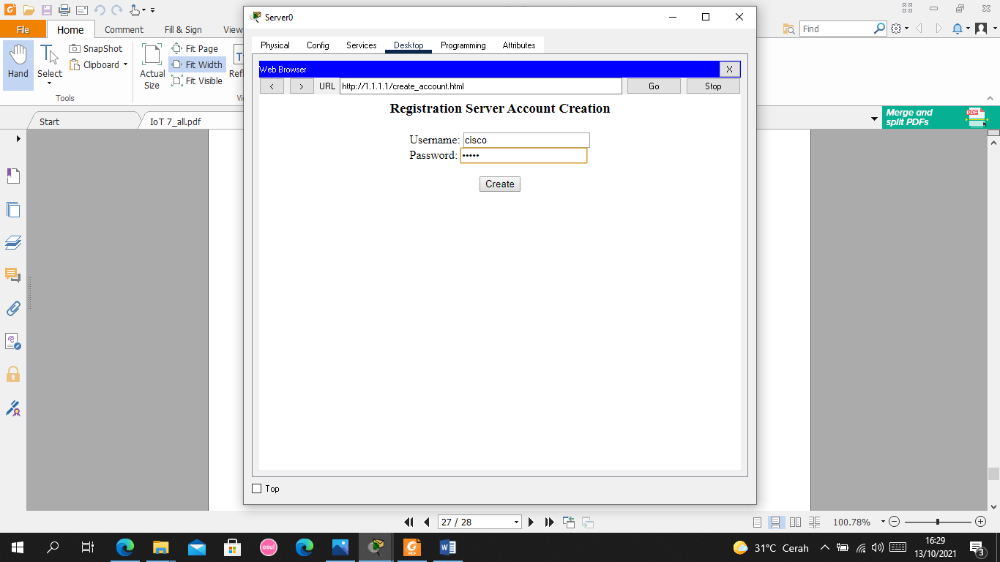 Server0
File
Home
Comment
Fill & Sign
View
Find
Hand
Select
SnapShot
Clipboard
Tools
Actual Size
Fit Page
Fit Width
Fit Visible
Physical
Config
Services
Desktop
Programming
Attributes
Web Browser
X
<
>
URL
http://1.1.1.1/create_account.html
Go
Stop
Start
IoT 7_all.pdf
Merge and
split PDFs
PDF
Registration Server Account Creation
Username: cisco
Password: •••••
Create
Top
27 / 28
100.78%
osu!
PDF
31°C Cerah
16:29
13/10/2021
3